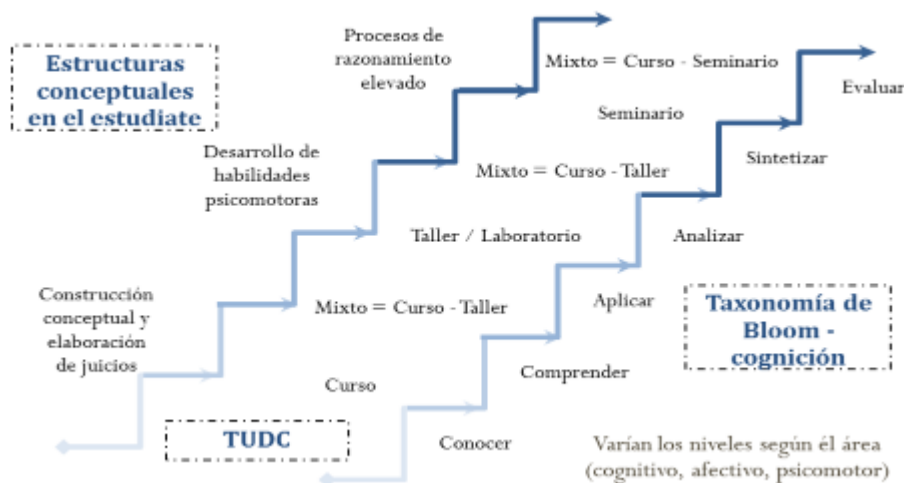 Estructuras
conceptuales
en el estudiate
Procesos de
razonamiento
elevado
Mixto = Curso - Seminario
Evaluar
Seminario
Desarrollo de
habilidades
psicomotoras
Sintetizar
Mixto = Curso - Taller
Taller / Laboratorio
Analizar
Construcción
conceptual y
elaboración
de juicios
Mixto = Curso - Taller
Aplicar
Taxonomía de
Bloom -
cognición
Curso
Comprender
TUDC
Conocer
Varían los niveles según él área
(cognitivo, afectivo, psicomotor)